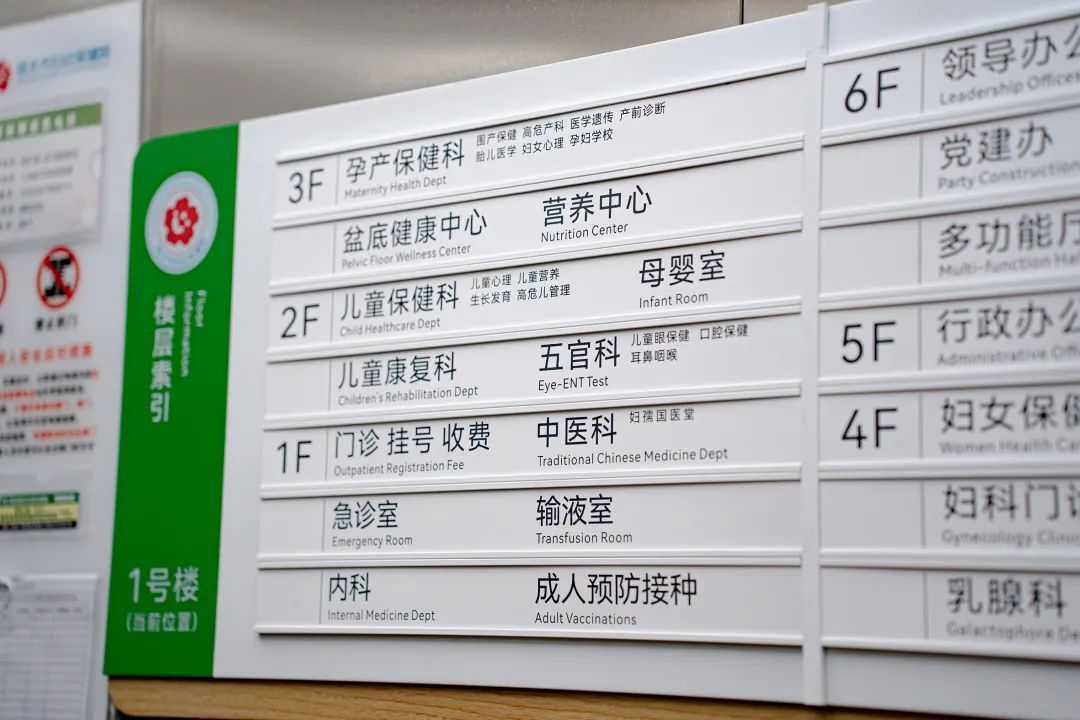 楼层索引
Floor
Information
1号楼
(当前位置)
3F 孕产保健科 围产保健 高危产科 医学遗传 产前诊断
胎儿医学 妇女心理 孕妇学校
Maternity Health Dept
盆底健康中心 营养中心
Pelvic Floor Wellness Center Nutrition Center
2F 儿童保健科 儿童心理 儿童营养 母婴室
生长发育 高危儿管理
Child Healthcare Dept Infant Room
儿童康复科 五官科 儿童眼保健 口腔保健
耳鼻咽喉
Children's Rehabilitation Dept Eye-ENT Test
1F 门诊 挂号 收费 中医科 妇孺国医堂
Outpatient Registration Fee Traditional Chinese Medicine Dept
急诊室 输液室
Emergency Room Transfusion Room
内科 成人预防接种
Internal Medicine Dept Adult Vaccinations
6F 领导办公
Leadership Offices
党建办
Party Construction
多功能厅
Multi-function Hall
5F 行政办公
Administrative Off
4F 妇女保健
Women Health Ca
妇科门诊
Gynecology Clinic
乳腺科
Galactophore De